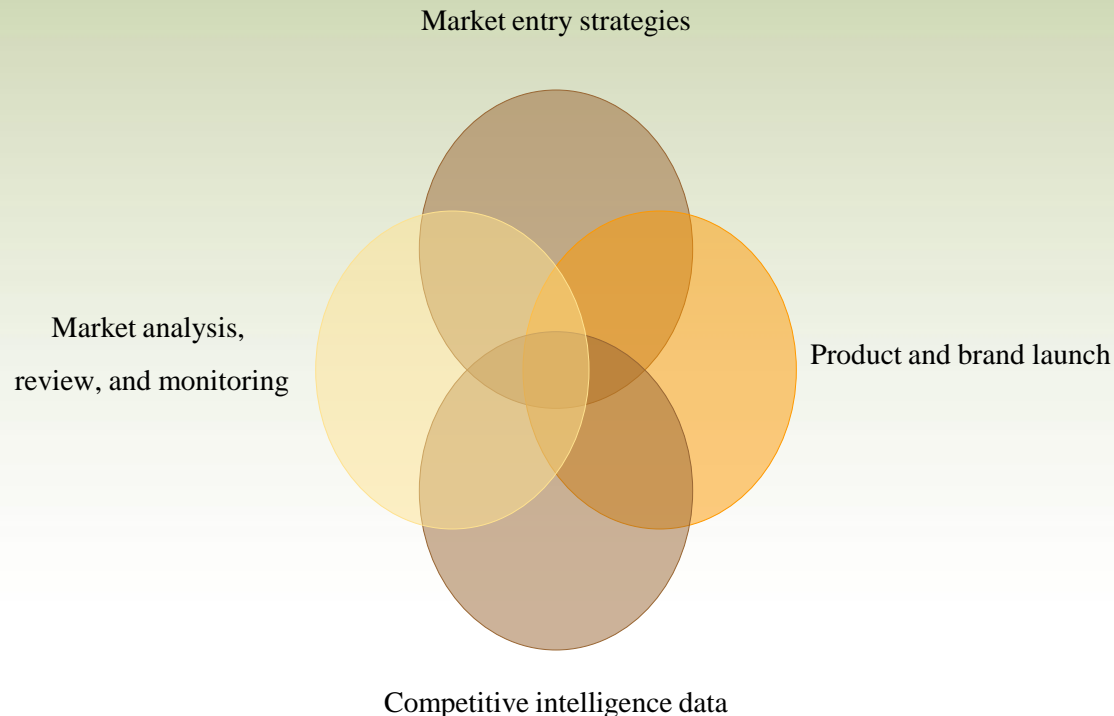 Market entry strategies
Market analysis,
review, and monitoring
Product and brand launch
Competitive intelligence data